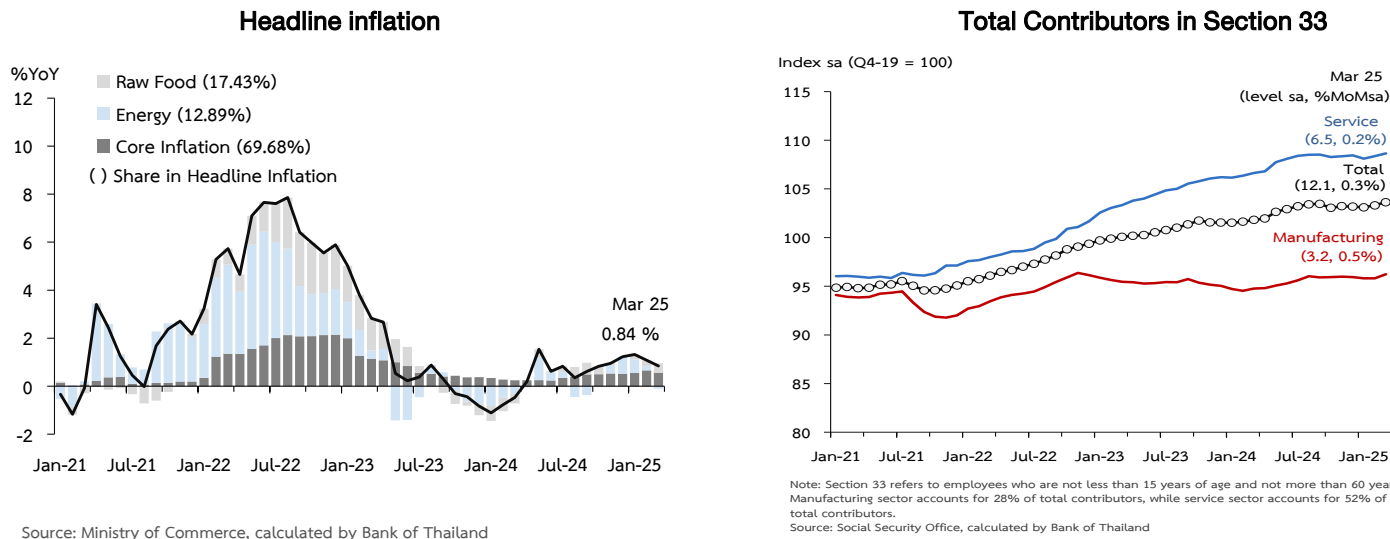 Headline inflation
%YoY
Raw Food (17.43%)
Energy (12.89%)
Core Inflation (69.68%)
( ) Share in Headline Inflation
12
10
8
6
4
2
0
-2
Mar 25
0.84 %
Jan-21 Jul-21 Jan-22 Jul-22 Jan-23 Jul-23 Jan-24 Jul-24 Jan-25
Source: Ministry of Commerce, calculated by Bank of Thailand
Total Contributors in Section 33
Index sa (Q4-19 = 100)
Mar 25
(level sa, %MoMsa)
115
110
105
100
95
90
85
80
Service
(6.5, 0.2%)
Total
(12.1, 0.3%)
Manufacturing
(3.2, 0.5%)
Jan-21 Jul-21 Jan-22 Jul-22 Jan-23 Jul-23 Jan-24 Jul-24 Jan-25
Note: Section 33 refers to employees who are not less than 15 years of age and not more than 60
Manufacturing sector accounts for 28% of total contributors, while service sector accounts for 52% of
total contributors.
Source: Social Security Office, calculated by Bank of Thailand